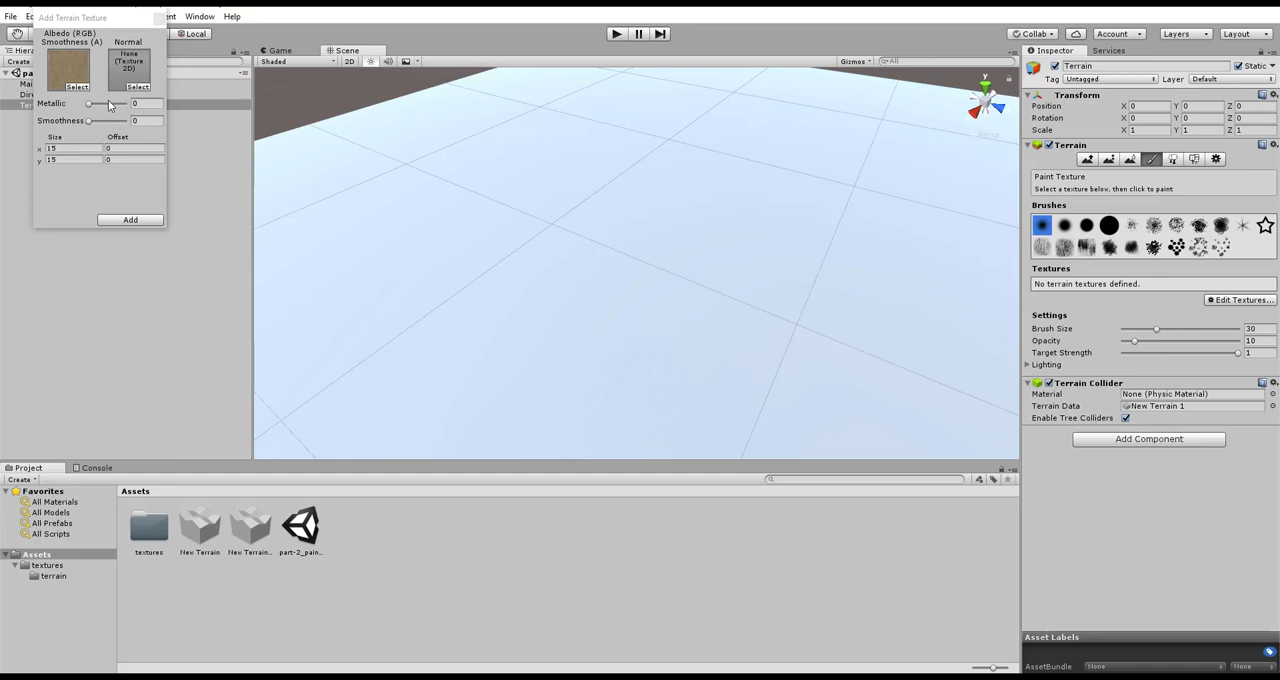 File
Window
Help
Add Terrain Texture
Albedo (RGB)
Smoothness (A)
Normal
None
(Texture
2D)
Select
Select
Metallic
0
Smoothness
0
Size
Offset
x 15
0
y 15
0
Add
Local
Collab
Account
Layers
Layout
Create
Game
Scene
Shaded
2D
Gizmos
All
y
Inspector
Services
Terrain
Static
Tag Untagged
Layer Default
Transform
Position X 0 Y 0 Z 0
Rotation X 0 Y 0 Z 0
Scale X 1 Y 1 Z 1
Terrain
Paint Texture
Select a texture below, then click to paint
Brushes
Textures
No terrain textures defined.
Edit Textures...
Settings
Brush Size 30
Opacity 10
Target Strength 1
Lighting
Terrain Collider
Material None (Physic Material)
Terrain Data New Terrain 1
Enable Tree Colliders
Add Component
Project
Console
Create
Favorites
All Materials
All Models
All Prefabs
All Scripts
Assets
textures
terrain
Assets
textures
New Terrain
New Terrain...
part-2_pain...
Asset Labels
AssetBundle None None